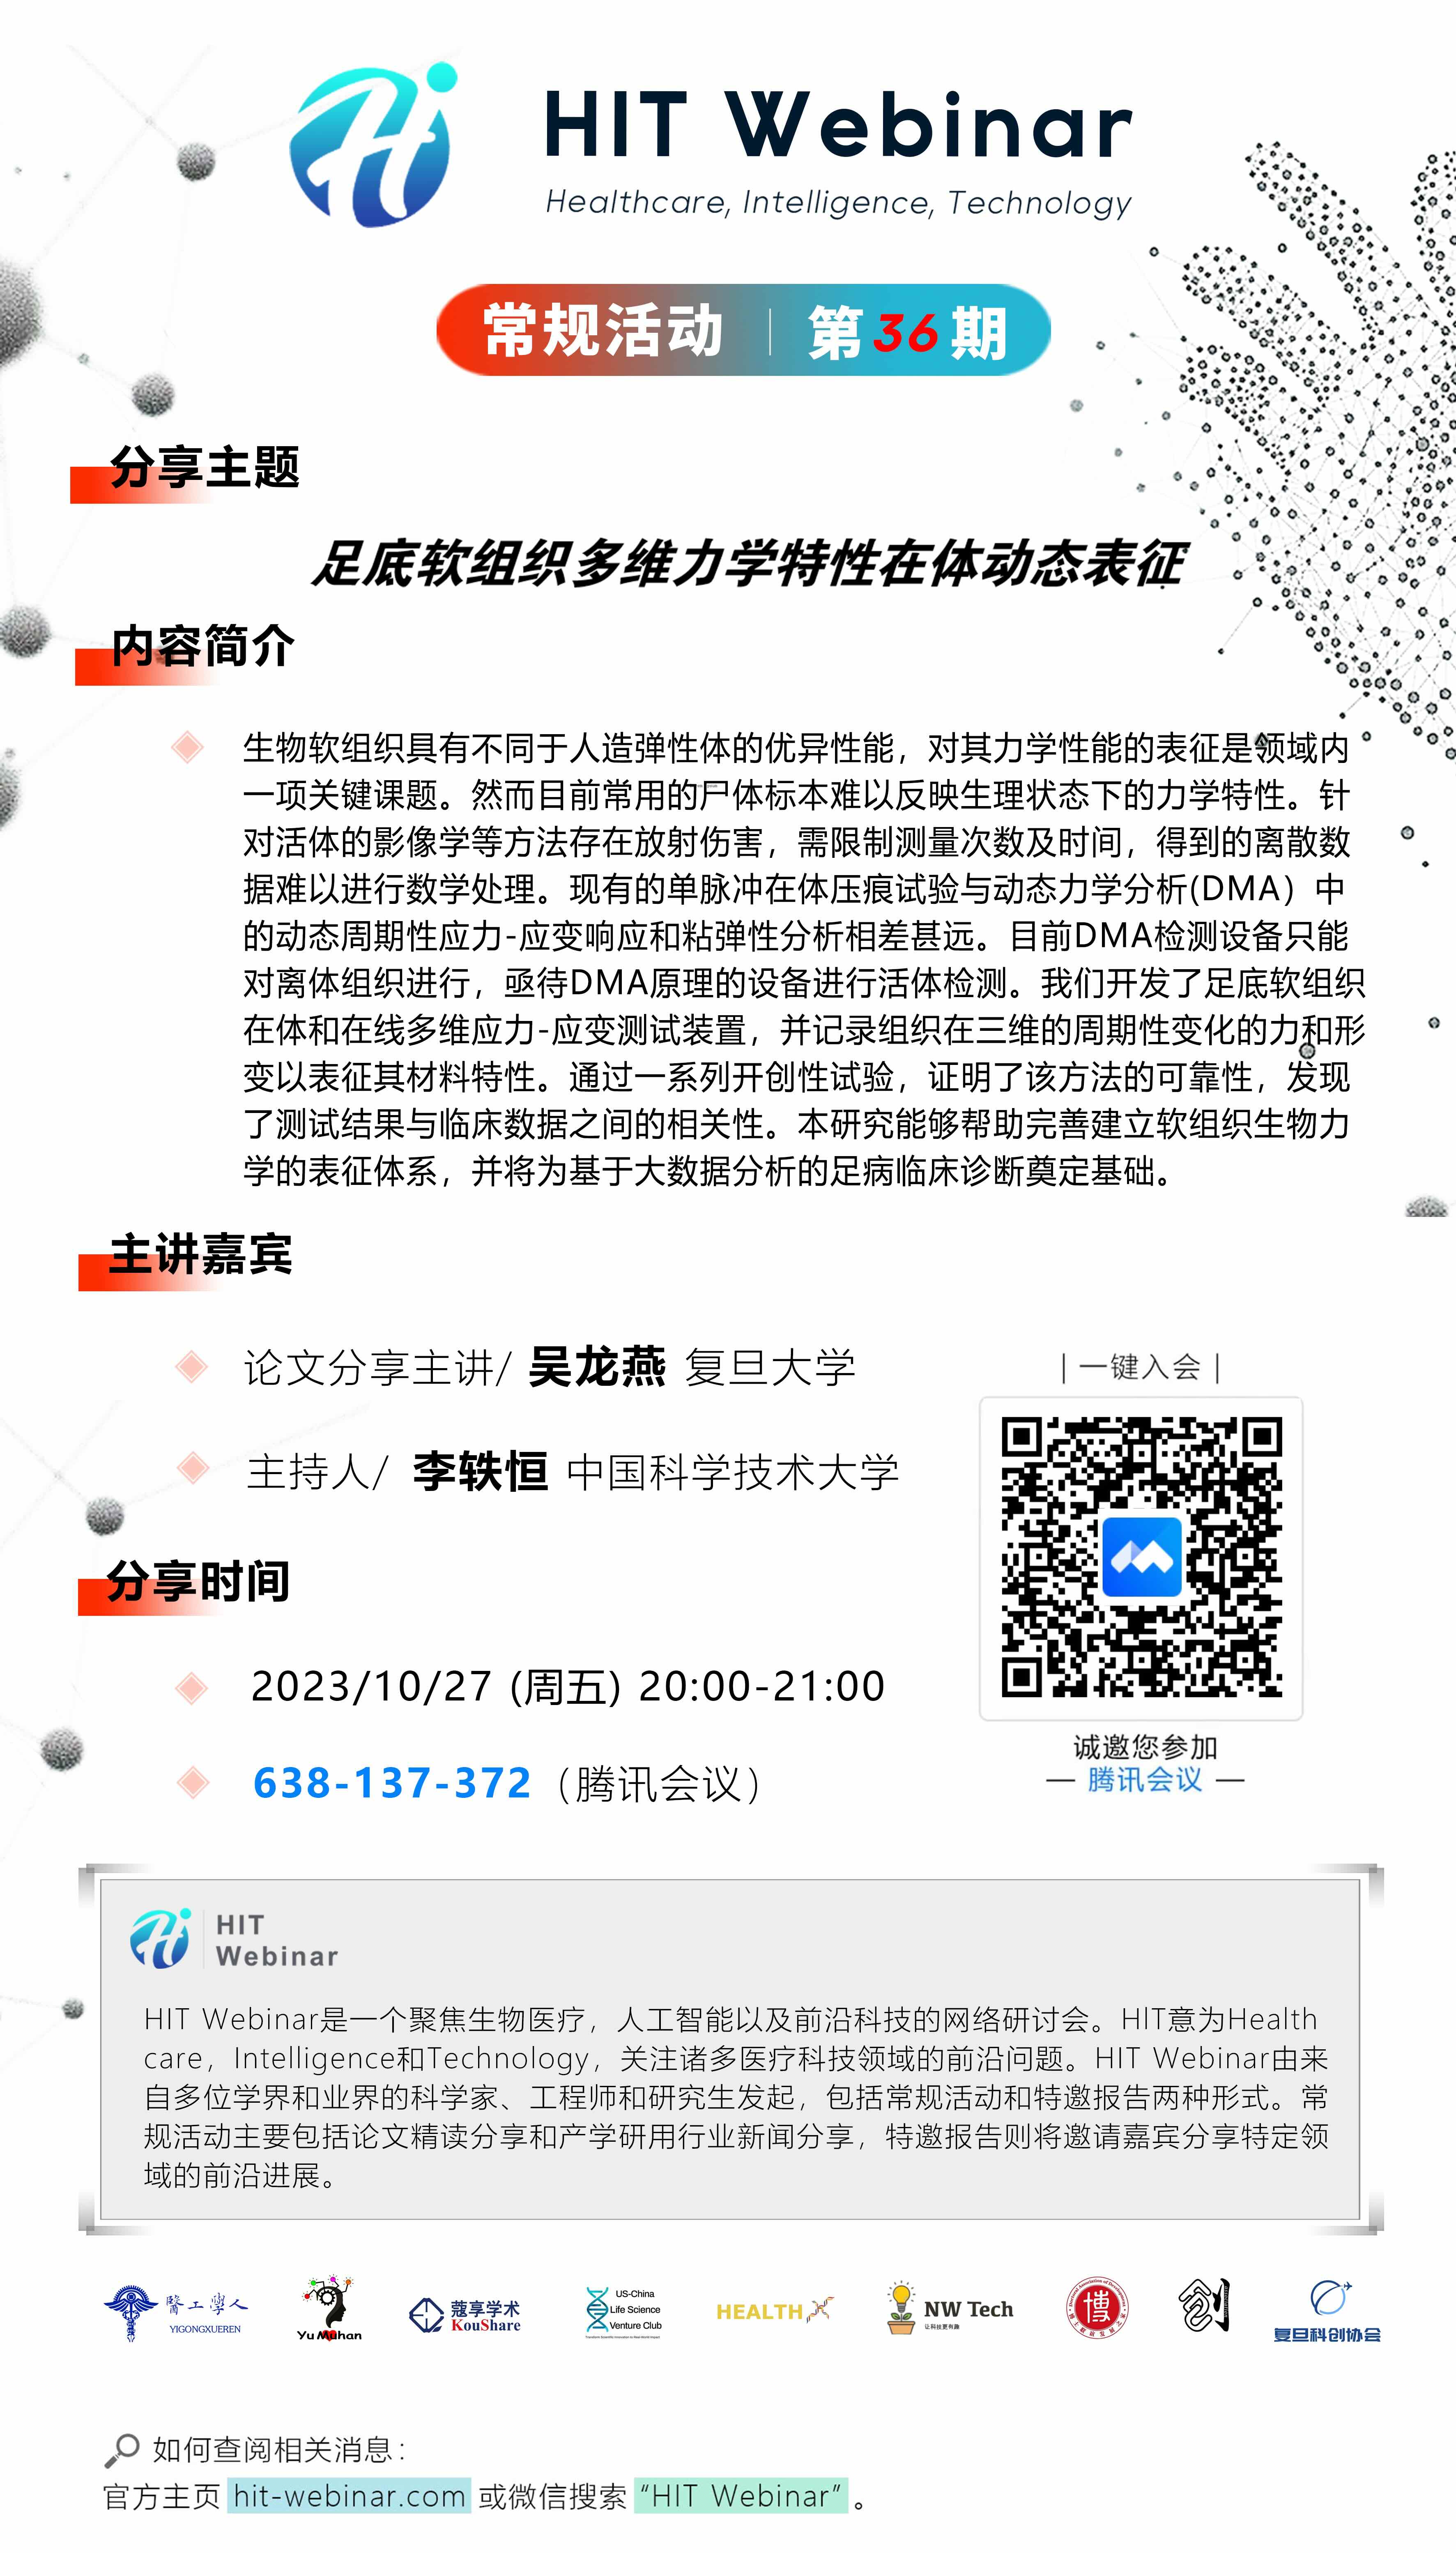 HIT Webinar
Healthcare, Intelligence, Technology
常规活动 | 第36期
分享主题
足底软组织多维力学特性在体动态表征
内容简介
生物软组织具有不同于人造弹性体的优异性能，对其力学性能的表征是领域内
一项关键课题。然而目前常用的尸体标本难以反映生理状态下的力学特性。针
对活体的影像学等方法存在放射伤害，需限制测量次数及时间，得到的离散数
据难以进行数学处理。现有的单脉冲在体压痕试验与动态力学分析(DMA）中
的动态周期性应力-应变响应和粘弹性分析相差甚远。目前DMA检测设备只能
对离体组织进行，亟待DMA原理的设备进行活体检测。我们开发了足底软组织
在体和在线多维应力-应变测试装置，并记录组织在三维的周期性变化的力和形
变以表征其材料特性。通过一系列开创性试验，证明了该方法的可靠性，发现
了测试结果与临床数据之间的相关性。本研究能够帮助完善建立软组织生物力
学的表征体系，并将为基于大数据分析的足病临床诊断奠定基础。
主讲嘉宾
论文分享主讲/ 吴龙燕 复旦大学
主持人/ 李轶恒 中国科学技术大学
| 一键入会 |
分享时间
2023/10/27 (周五) 20:00-21:00
638-137-372（腾讯会议）
诚邀您参加
— 腾讯会议 —
HIT
Webinar
HIT Webinar是一个聚焦生物医疗，人工智能以及前沿科技的网络研讨会。HIT意为Health
care，Intelligence和Technology，关注诸多医疗科技领域的前沿问题。HIT Webinar由来
自多位学界和业界的科学家、工程师和研究生发起，包括常规活动和特邀报告两种形式。常
规活动主要包括论文精读分享和产学研用行业新闻分享，特邀报告则将邀请嘉宾分享特定领
域的前沿进展。
醫工學人
YIGONGXUEREN
Yu Muhan
蔻享学术
KouShare
US-China
Life Science
Venture Club
HEALTH X
NW Tech
让科技更有趣
博
创
复旦科创协会
如何查阅相关消息：
官方主页 hit-webinar.com 或微信搜索 “HIT Webinar” 。